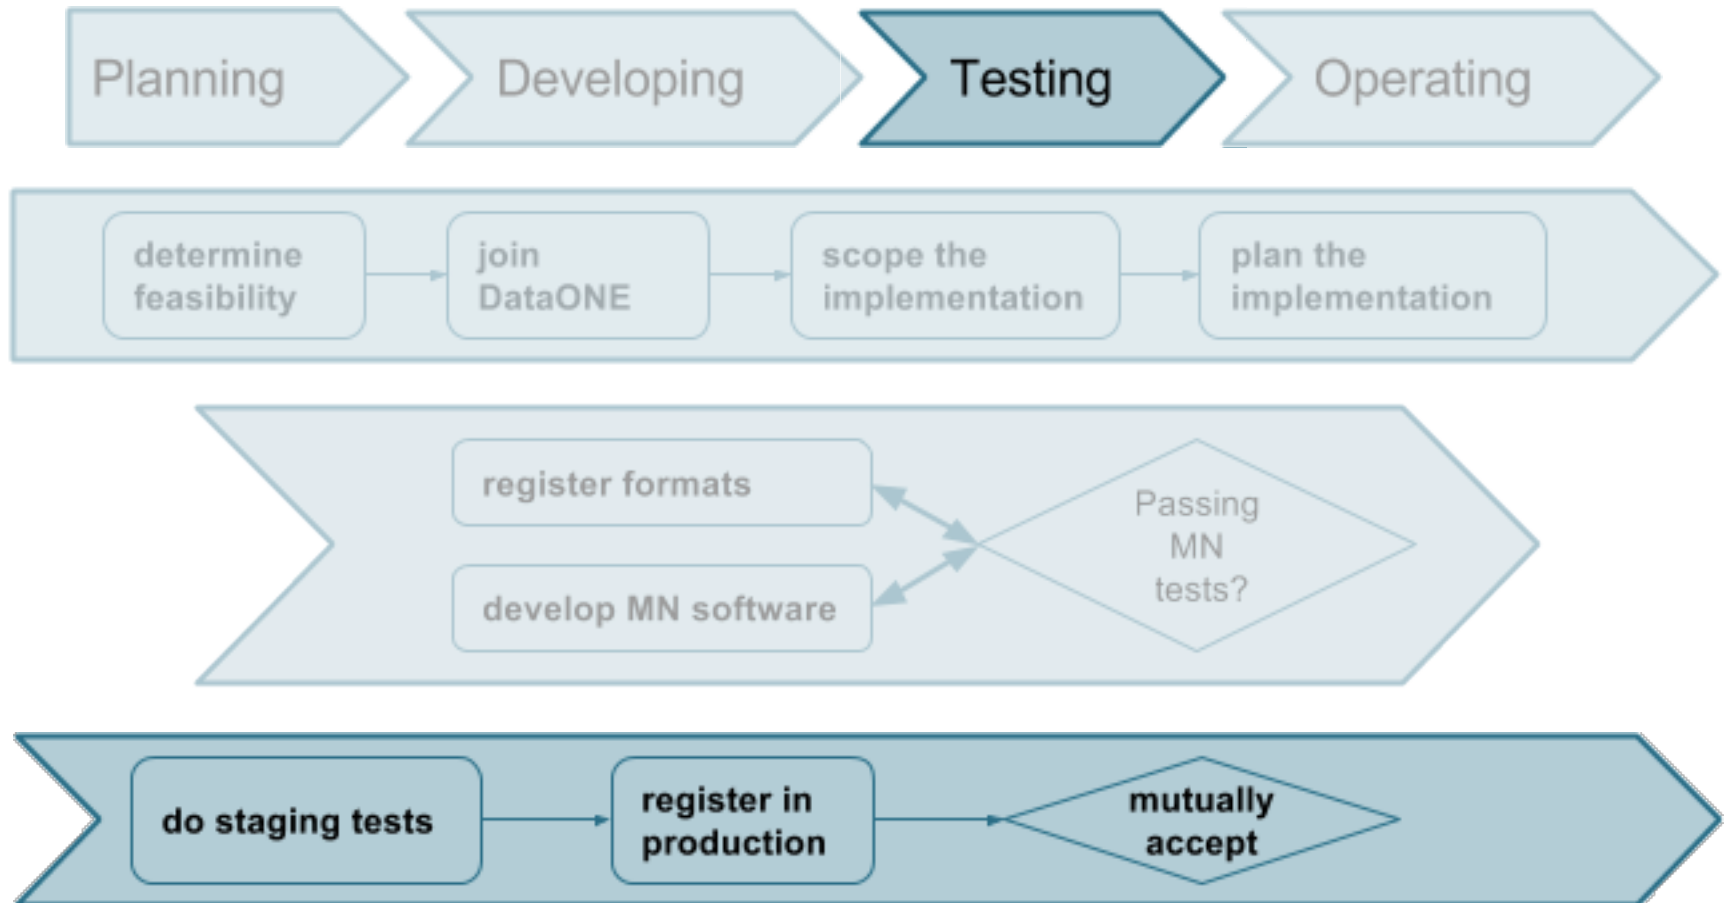 Planning
Developing
Testing
Operating
determine
feasibility
join
DataONE
scope the
implementation
plan the
implementation
register formats
develop MN software
Passing
MN
tests?
do staging tests
register in
production
mutually
accept